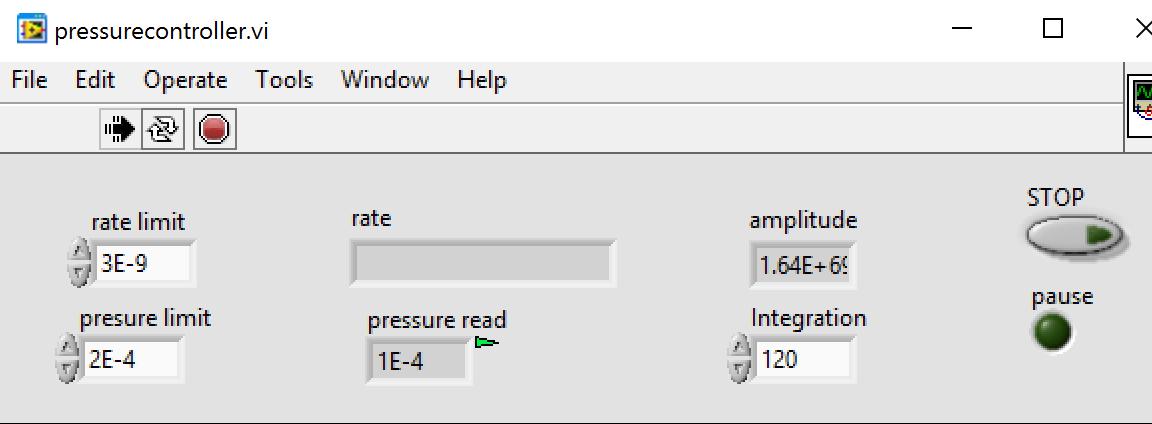 pressurecontroller.vi
File Edit Operate Tools Window Help
STOP
rate limit rate amplitude
3E-9 1.64E+69
pause
presure limit pressure read Integration
2E-4 1E-4 120